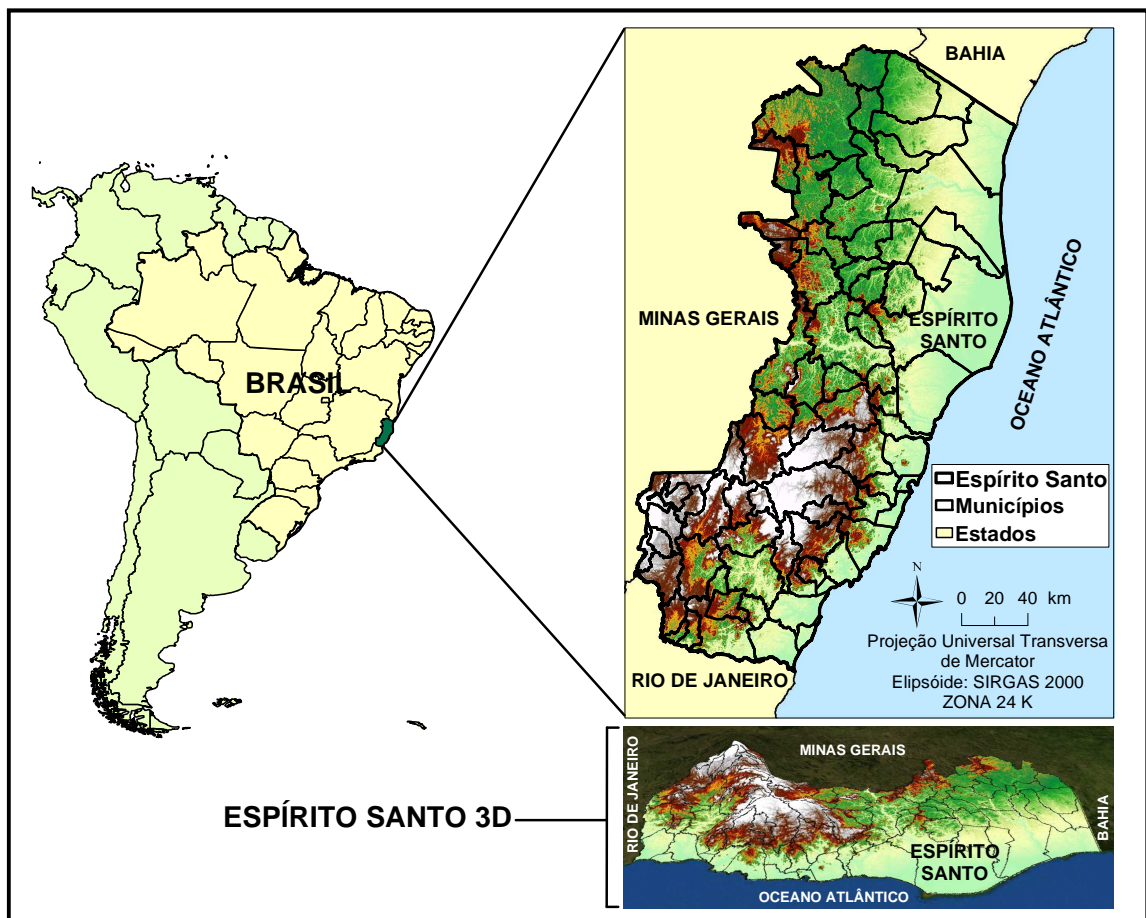 BRASIL
BAHIA
MINAS GERAIS
ESPÍRITO
SANTO
OCEANO ATLÂNTICO
Espírito Santo
Municípios
Estados
N
0 20 40 km
Projeção Universal Transversa
de Mercator
Elipsóide: SIRGAS 2000
ZONA 24 K
RIO DE JANEIRO
ESPÍRITO SANTO 3D
RIO DE JANEIRO
MINAS GERAIS
BAHIA
ESPÍRITO
SANTO
OCEANO ATLÂNTICO